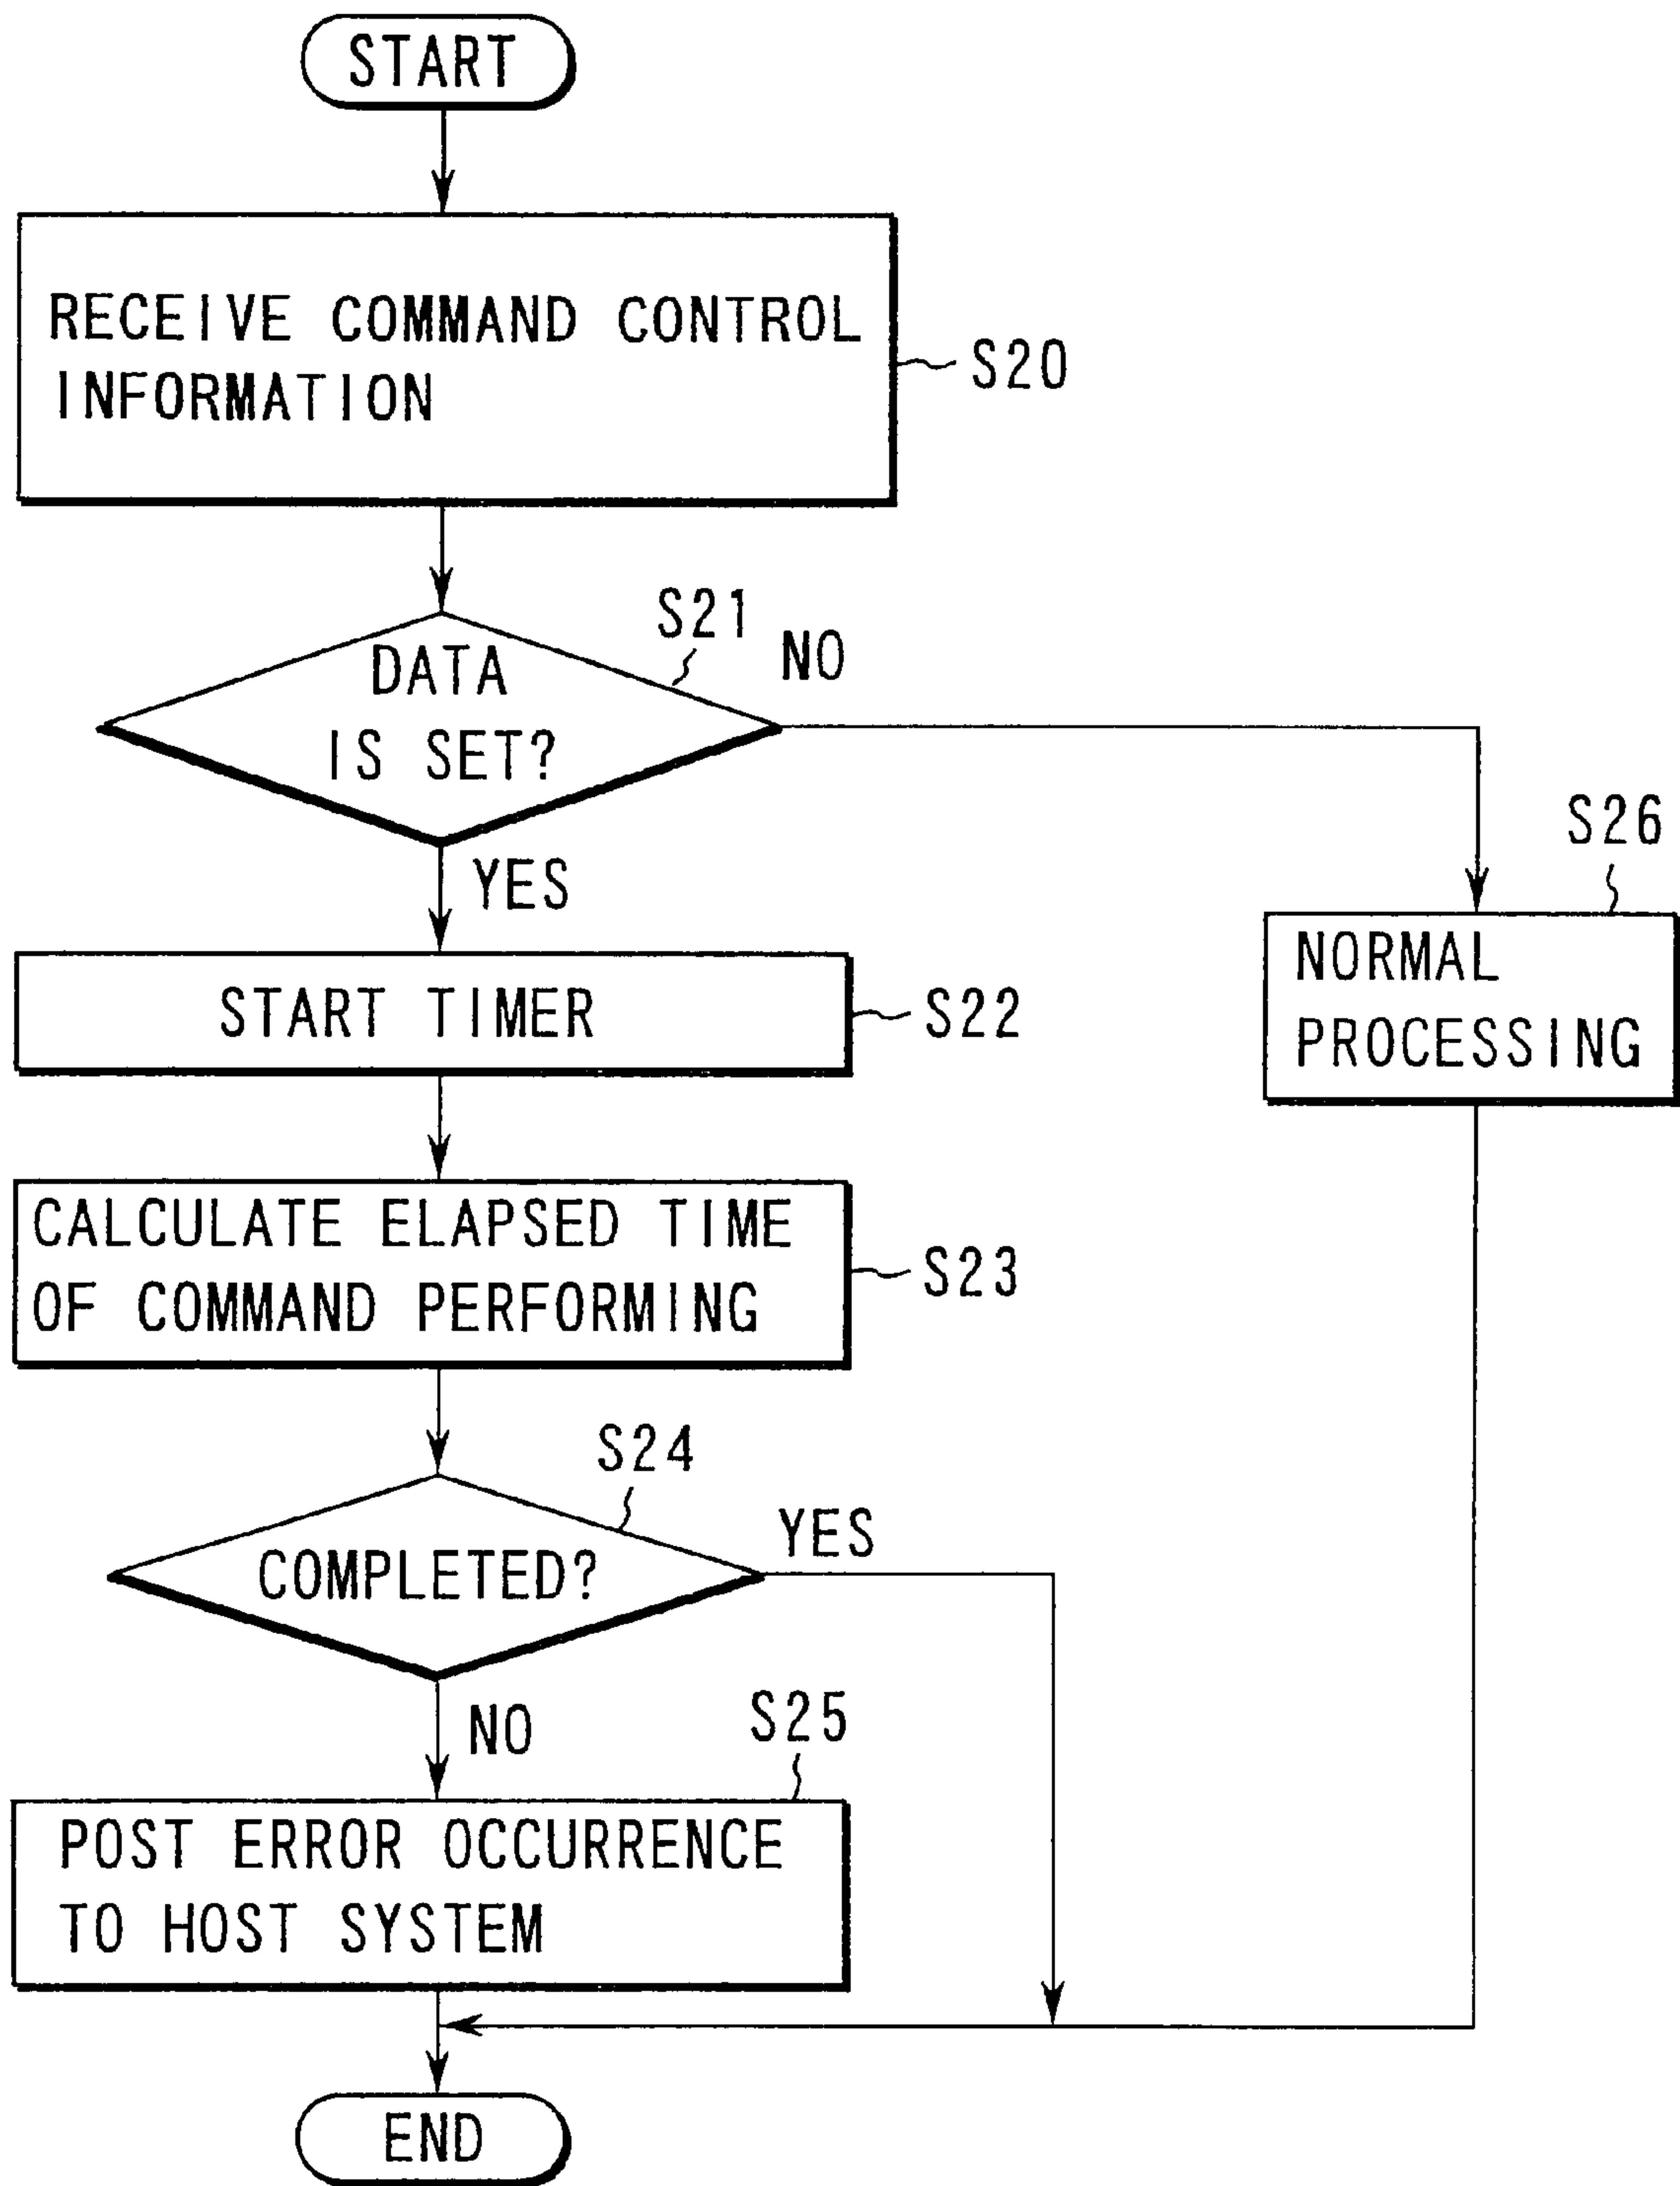 START
RECEIVE COMMAND CONTROL
INFORMATION
S20
S21
DATA
IS SET?
NO
YES
S26
NORMAL
PROCESSING
START TIMER
S22
CALCULATE ELAPSED TIME
OF COMMAND PERFORMING
S23
S24
COMPLETED?
YES
NO
S25
POST ERROR OCCURRENCE
TO HOST SYSTEM
END